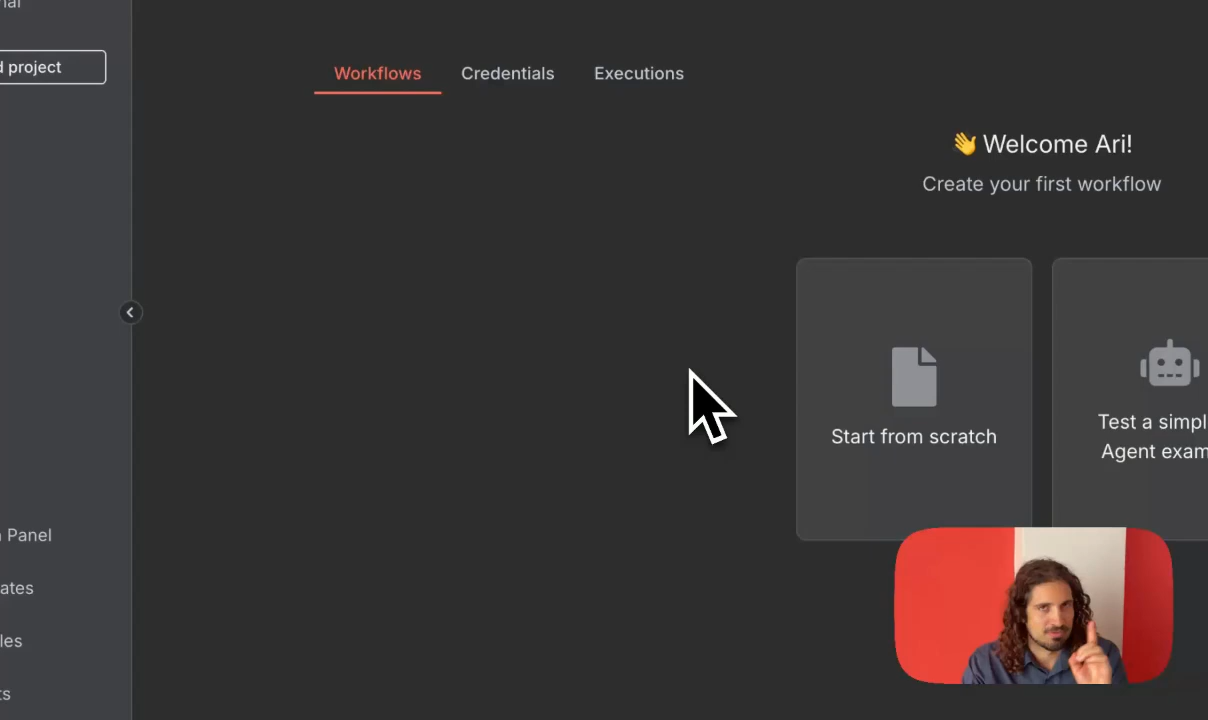 d project
Workflows
Credentials
Executions
👋 Welcome Ari!
Create your first workflow
Start from scratch
Test a simpl
Agent exam
Panel
ates
les
ts